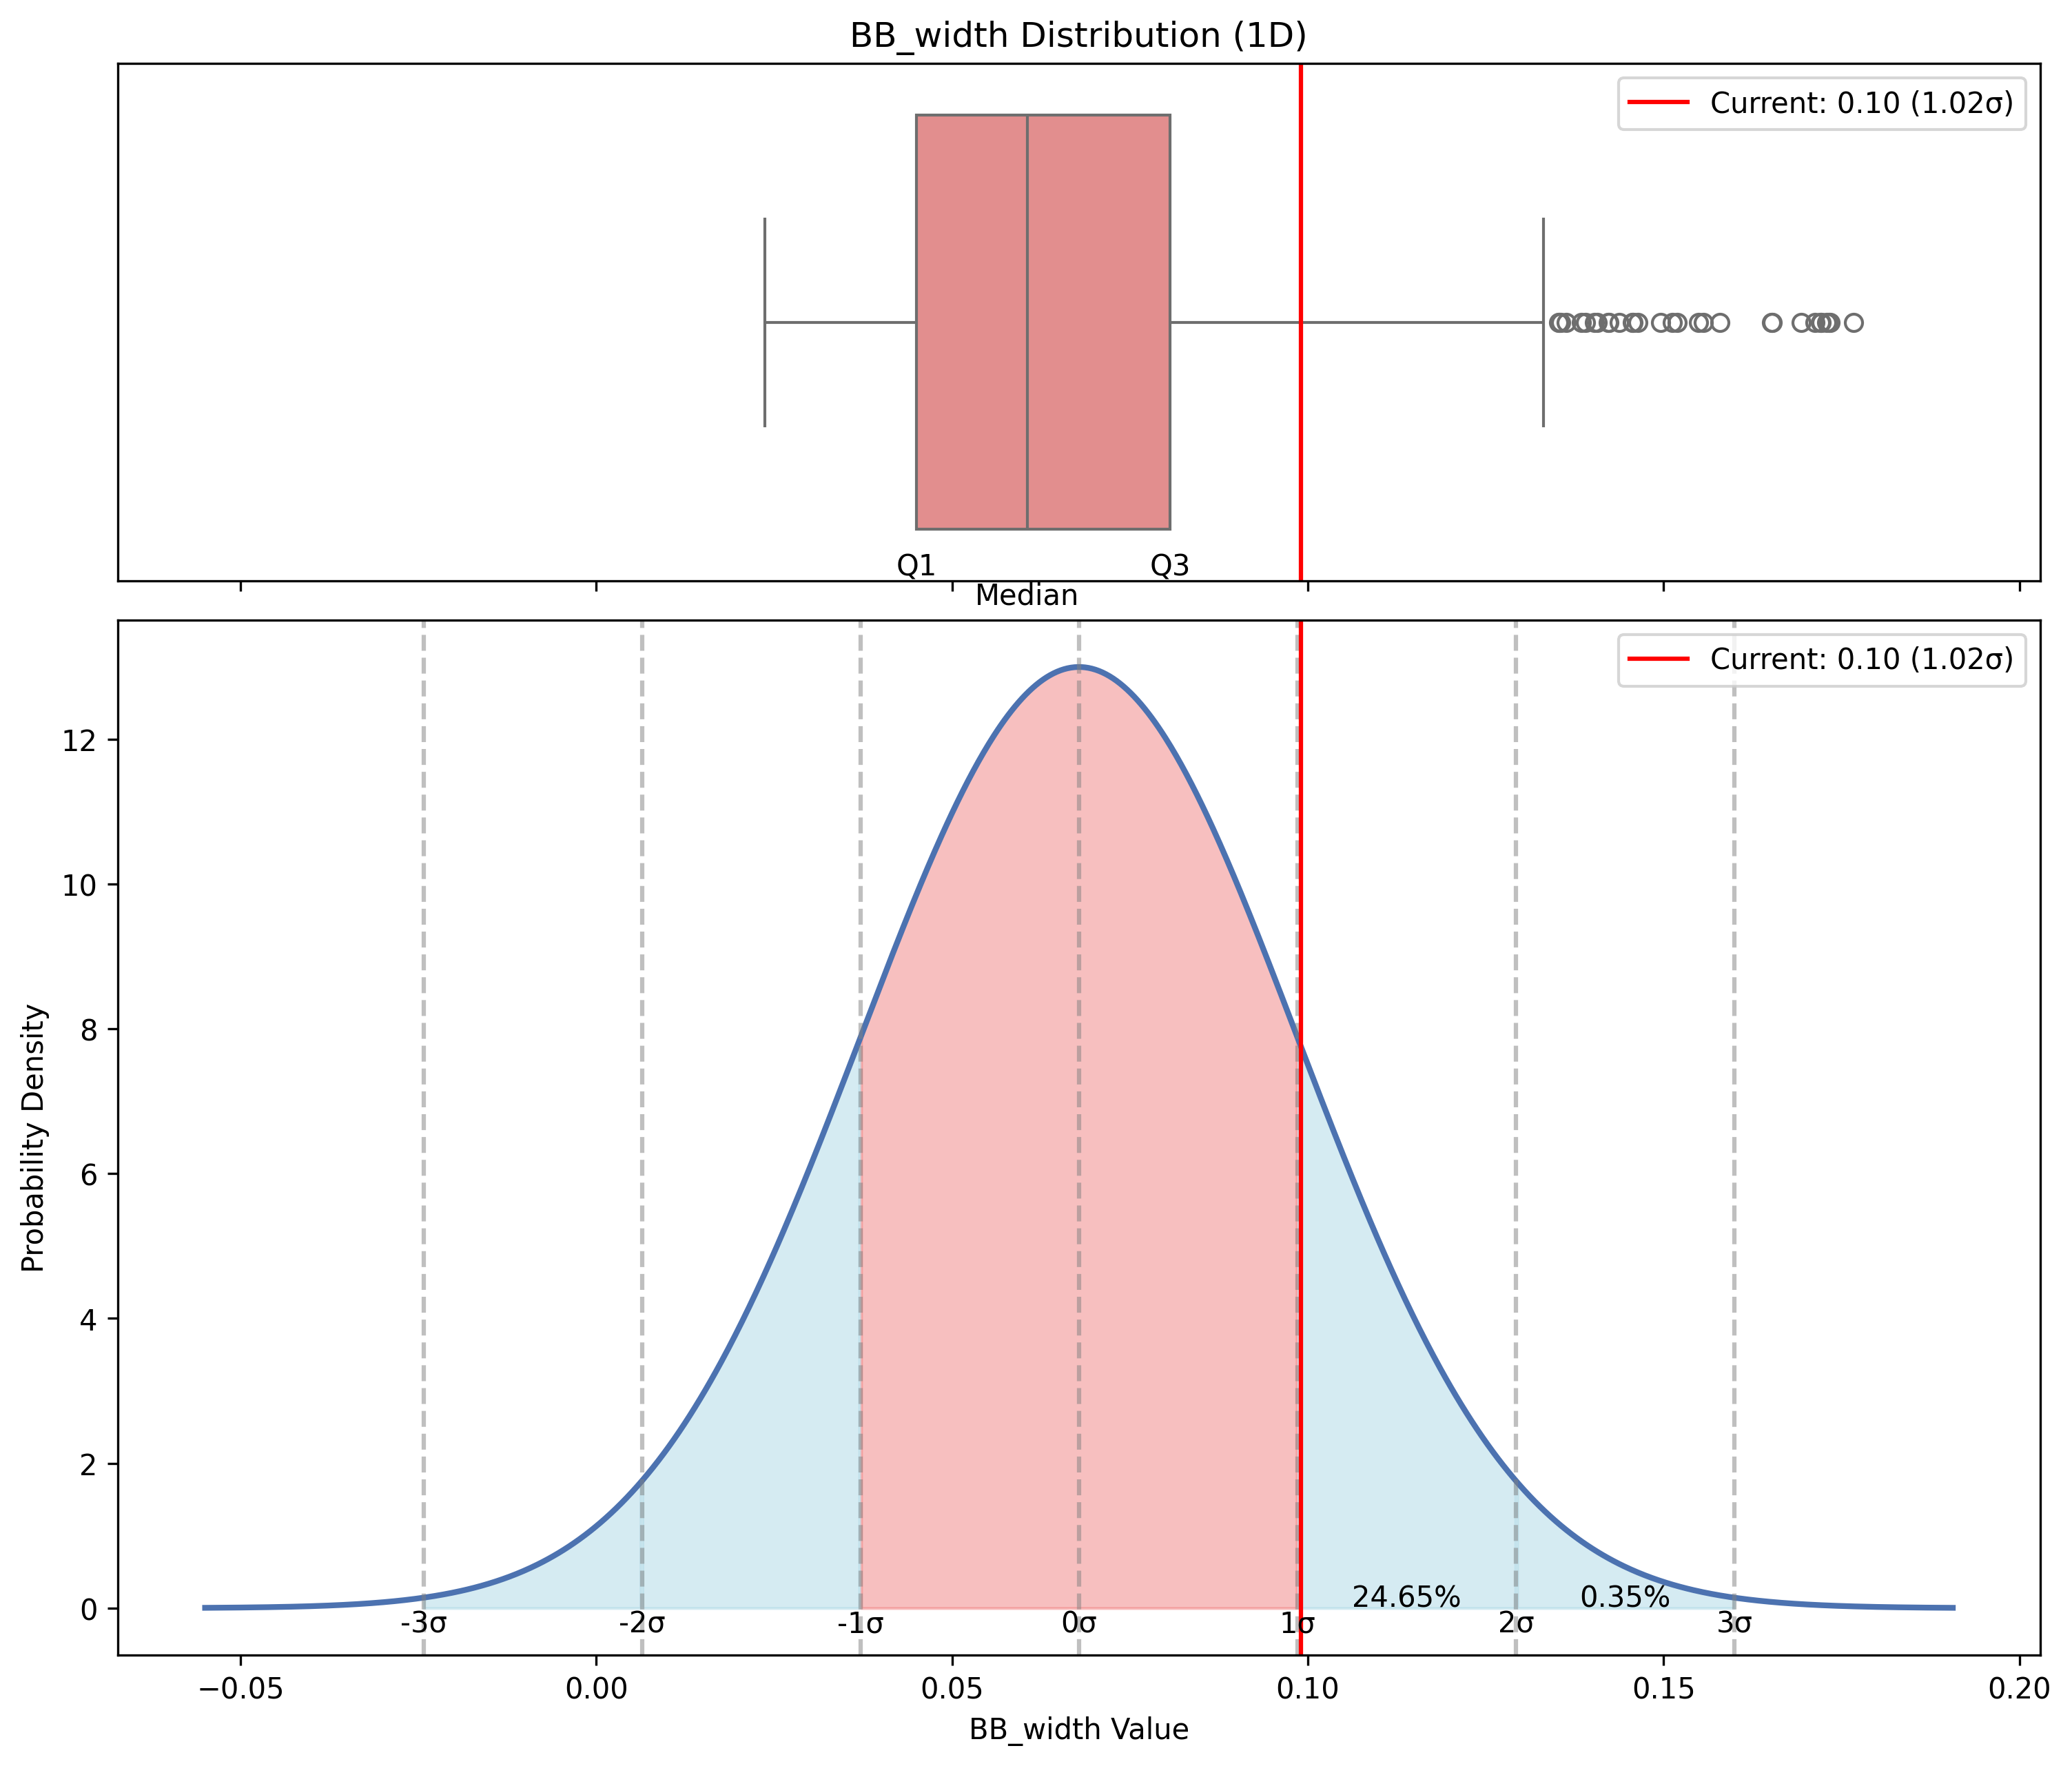 BB_width Distribution (1D)
Current: 0.10 (1.02σ)
Q1
Q3
Median
Current: 0.10 (1.02σ)
Probability Density
12
10
8
6
4
2
0
24.65%
0.35%
-3σ
-2σ
-1σ
0σ
1σ
2σ
3σ
−0.05
0.00
0.05
0.10
0.15
0.20
BB_width Value